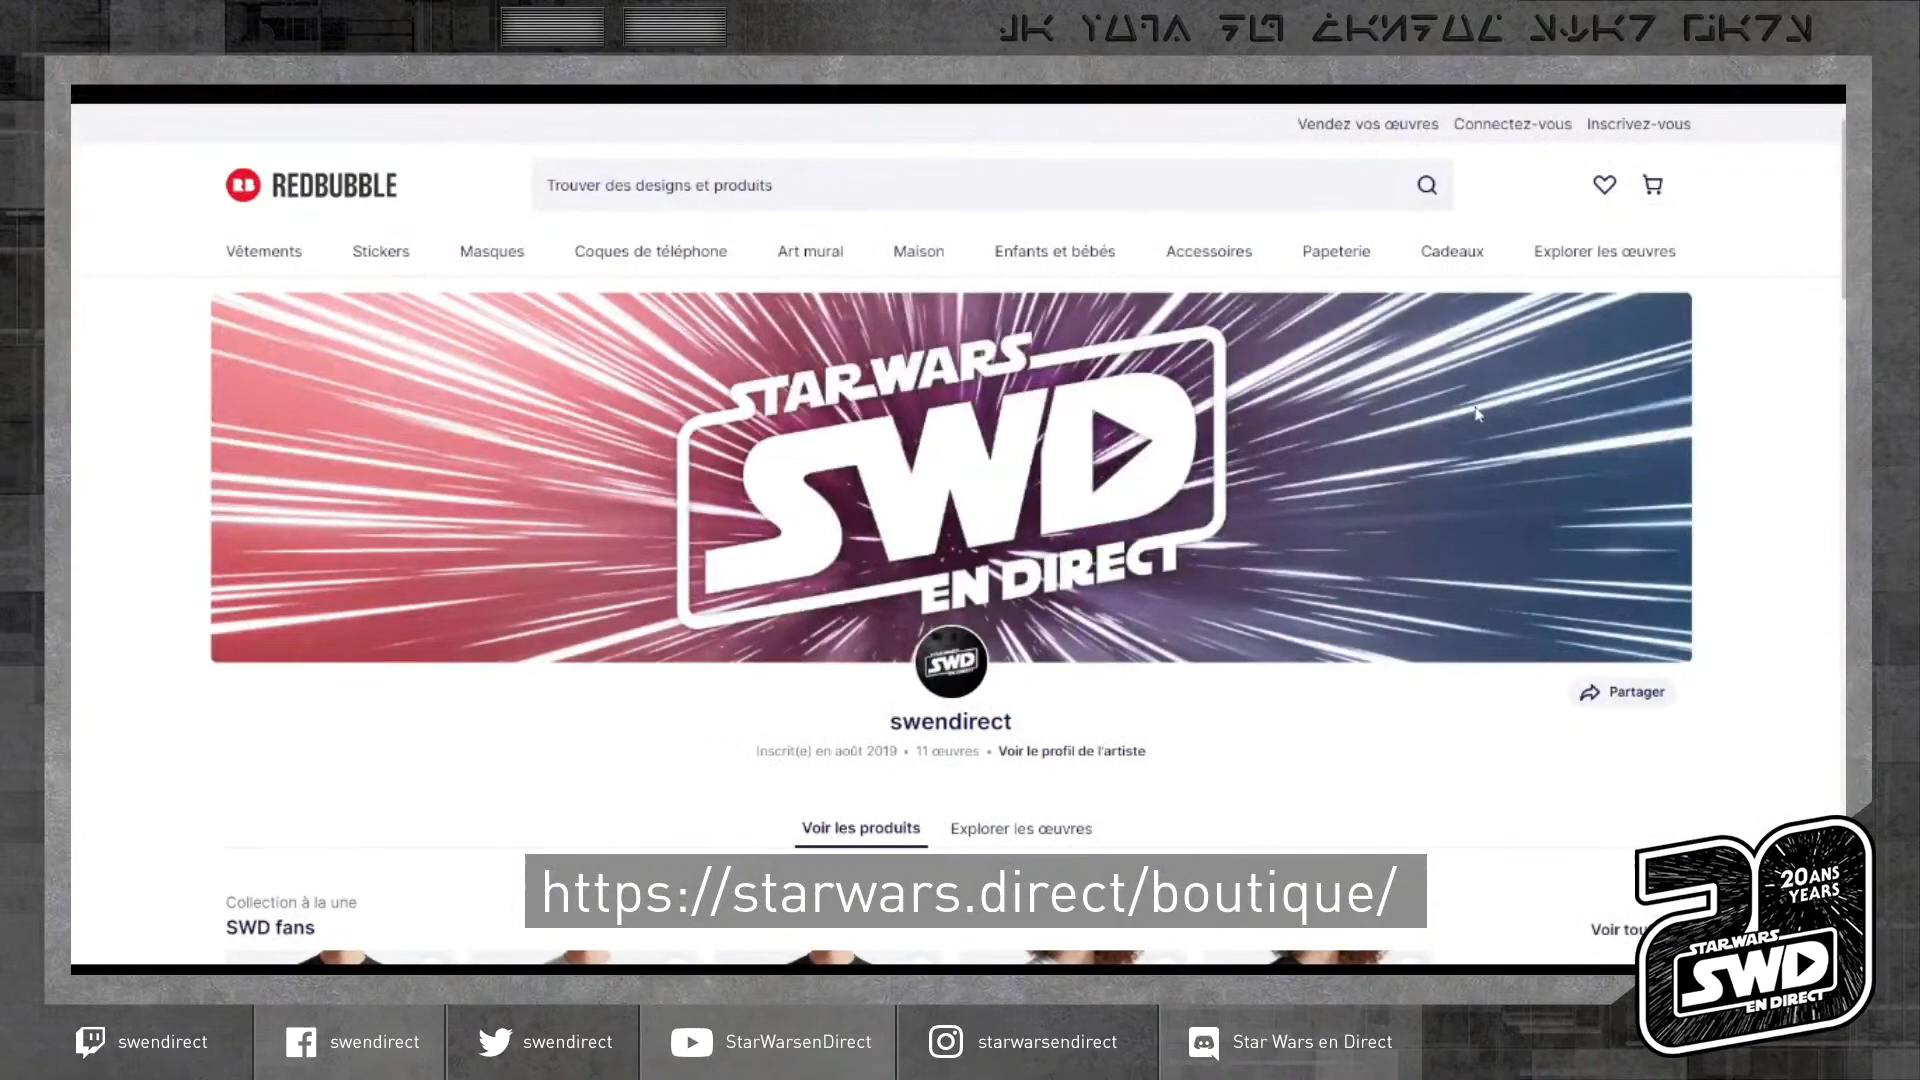 Vendez vos œuvres Connectez-vous Inscrivez-vous
RB REDBUBBLE
Trouver des designs et produits
Vêtements Stickers Masques Coques de téléphone Art mural Maison Enfants et bébés Accessoires Papeterie Cadeaux Explorer les œuvres
STAR WARS
SWD
EN DIRECT
SWD
Partager
swendirect
Inscrit(e) en août 2019 • 11 œuvres • Voir le profil de l'artiste
Voir les produits Explorer les œuvres
https://starwars.direct/boutique/
Collection à la une
SWD fans
Voir tou
20 ANS
YEARS
STAR WARS
SWD
EN DIRECT
swendirect swendirect swendirect StarWarsenDirect starwarsendirect Star Wars en Direct